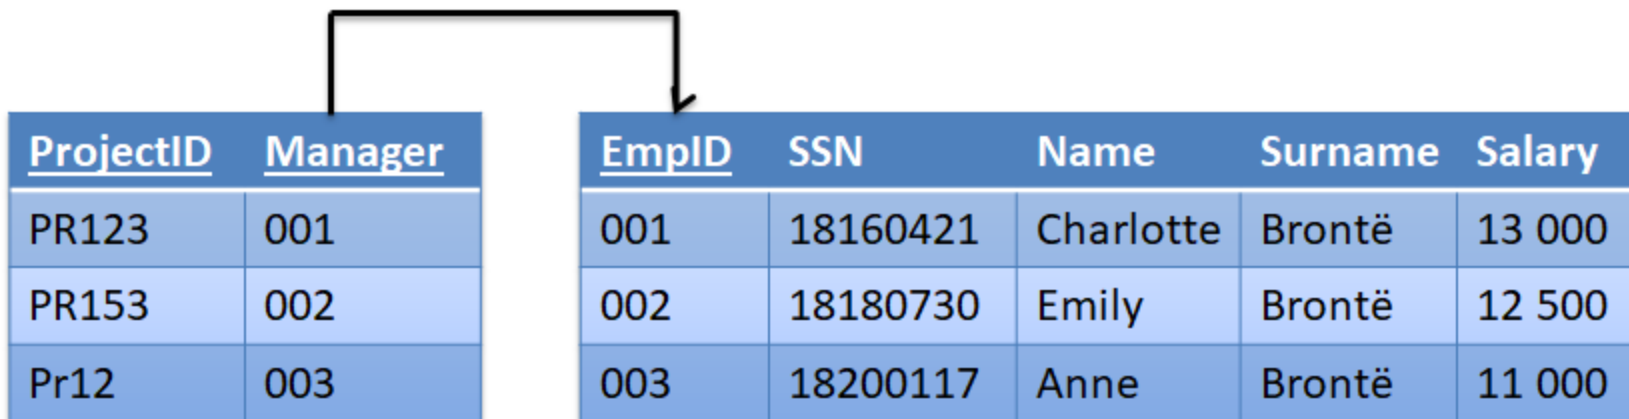 ProjectID Manager EmpID SSN Name Surname Salary
PR123 001 001 18160421 Charlotte Brontë 13 000
PR153 002 002 18180730 Emily Brontë 12 500
Pr12 003 003 18200117 Anne Brontë 11 000